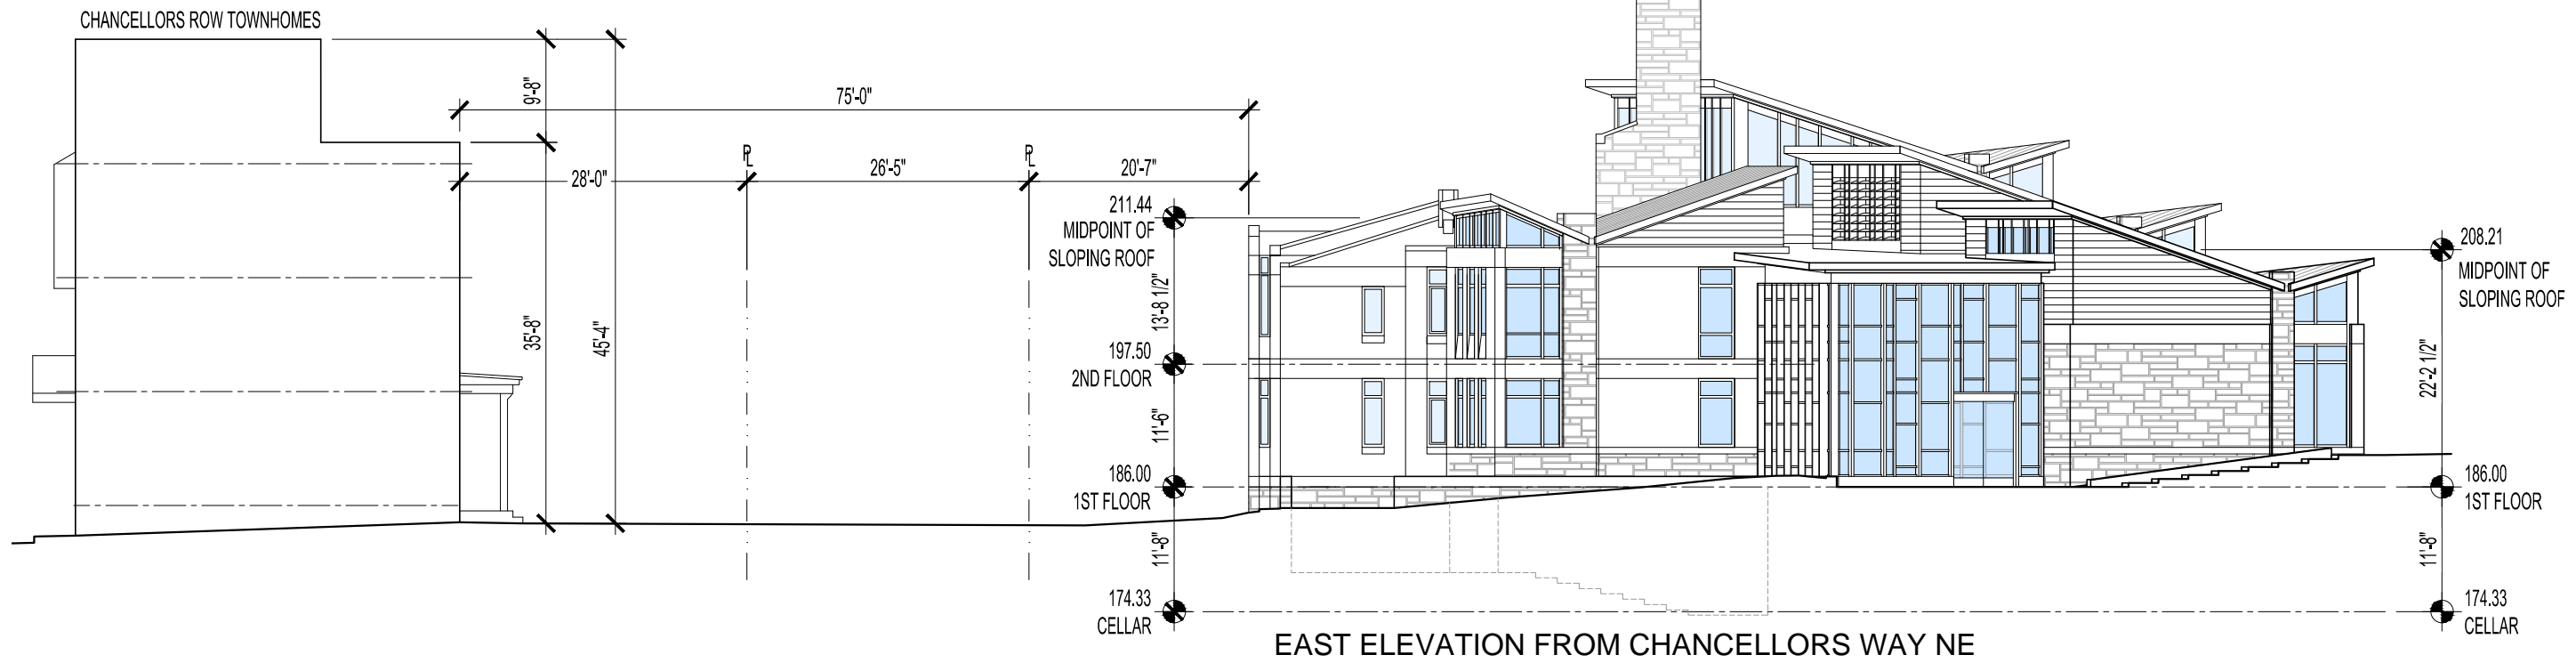 CHANCELLORS ROW TOWNHOMES
9'-8"
75'-0"
28'-0"
PL
26'-5"
PL
20'-7"
35'-8"
45'-4"
211.44
MIDPOINT OF
SLOPING ROOF
13'-8 1/2"
197.50
2ND FLOOR
11'-6"
186.00
1ST FLOOR
11'-8"
174.33
CELLAR
208.21
MIDPOINT OF
SLOPING ROOF
22'-2 1/2"
186.00
1ST FLOOR
11'-8"
174.33
CELLAR
EAST ELEVATION FROM CHANCELLORS WAY NE